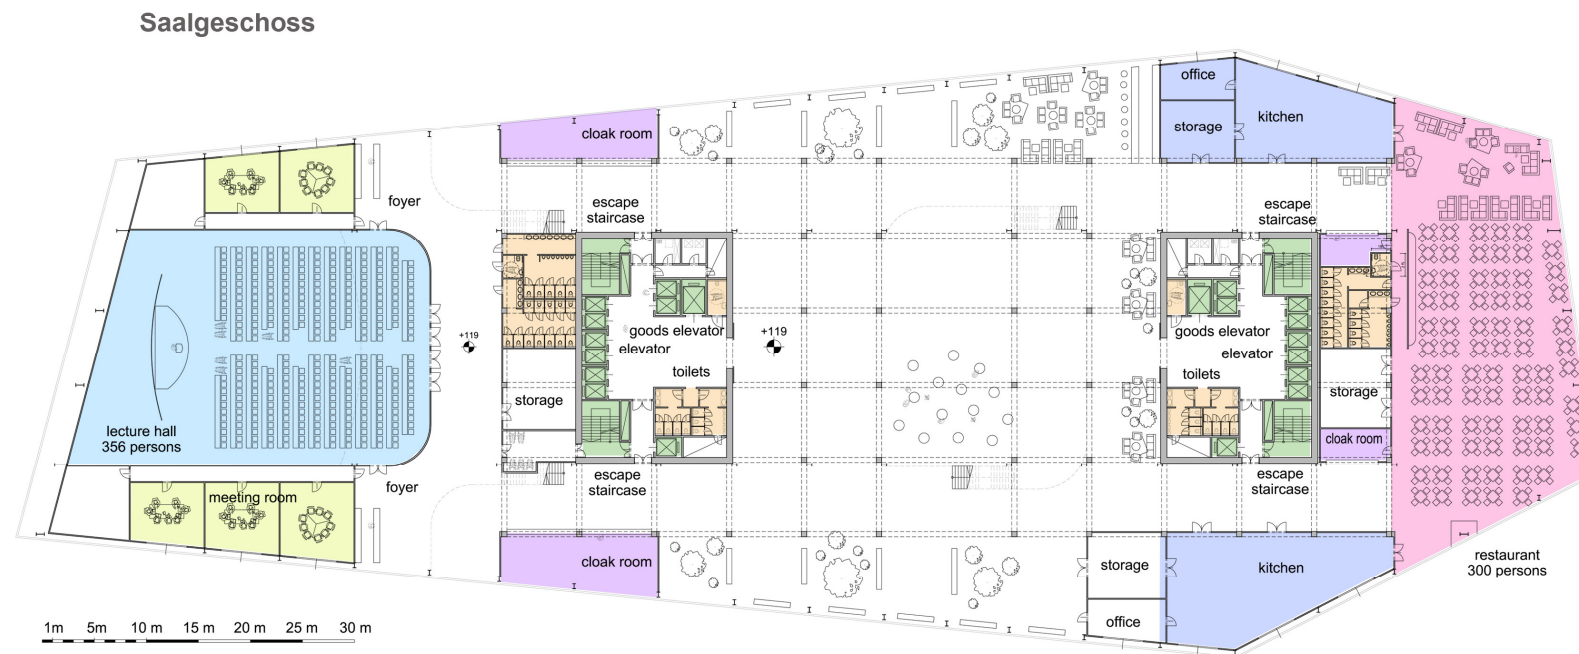 Saalgeschoss
office
storage
kitchen
cloak room
foyer
escape
staircase
escape
staircase
+119
+119
goods elevator
elevator
toilets
goods elevator
elevator
toilets
storage
storage
lecture hall
356 persons
cloak room
meeting room
foyer
escape
staircase
escape
staircase
cloak room
storage
kitchen
office
restaurant
300 persons
1m 5m 10 m 15 m 20 m 25 m 30 m